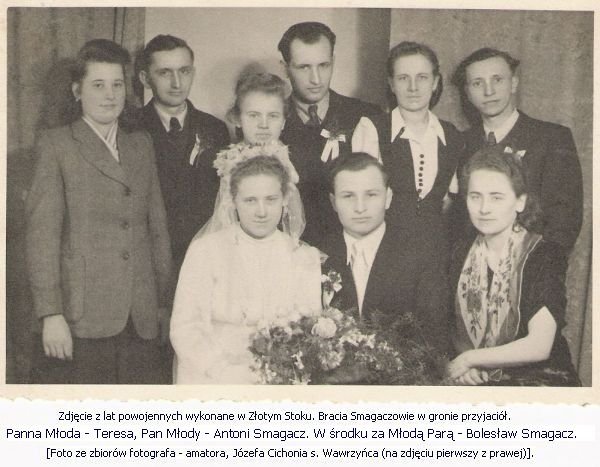 Zdjęcie z lat powojennych wykonane w Złotym Stoku. Bracia Smagaczowie w gronie przyjaciół.
Panna Młoda - Teresa, Pan Młody - Antoni Smagacz. W środku za Młodą Parą - Bolesław Smagacz.
[Foto ze zbiorów fotografa - amatora, Józefa Cichonia s. Wawrzyńca (na zdjęciu pierwszy z prawej)].